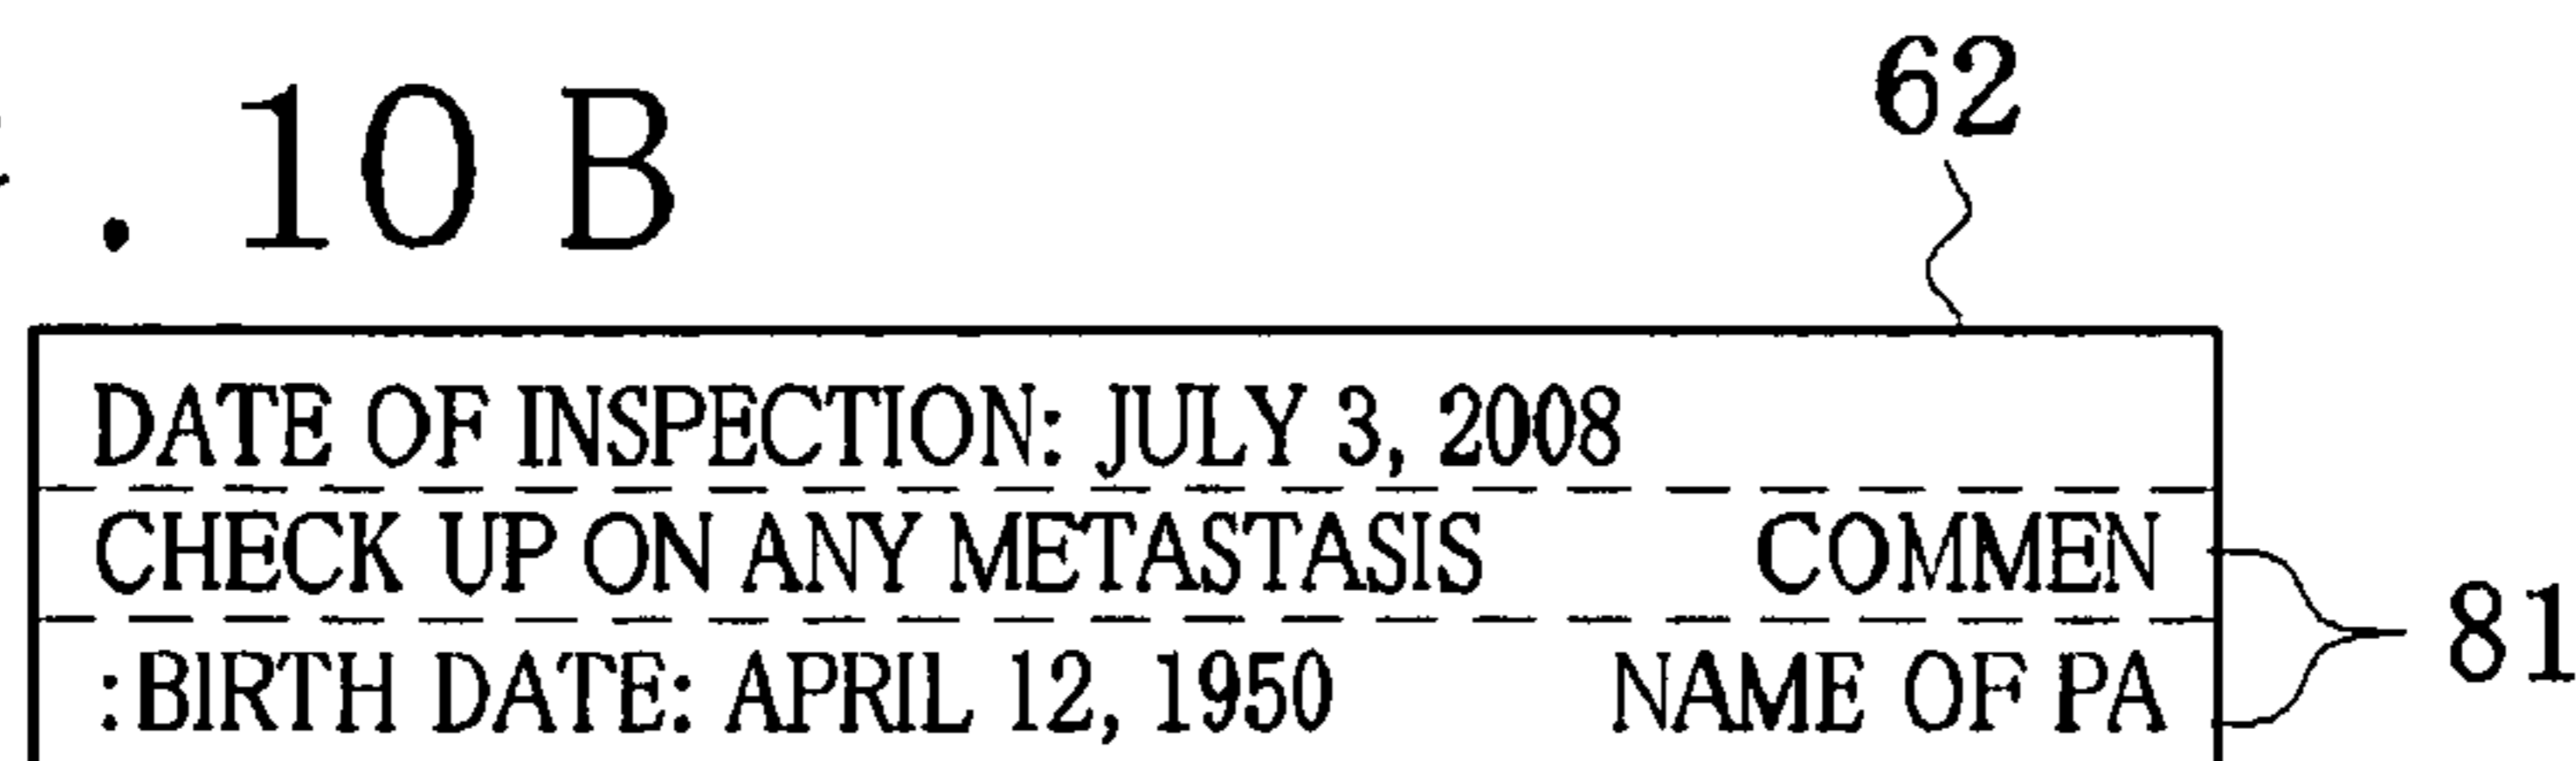 . 10 B
62
DATE OF INSPECTION: JULY 3, 2008
CHECK UP ON ANY METASTASIS COMMEN
:BIRTH DATE: APRIL 12, 1950 NAME OF PA
81